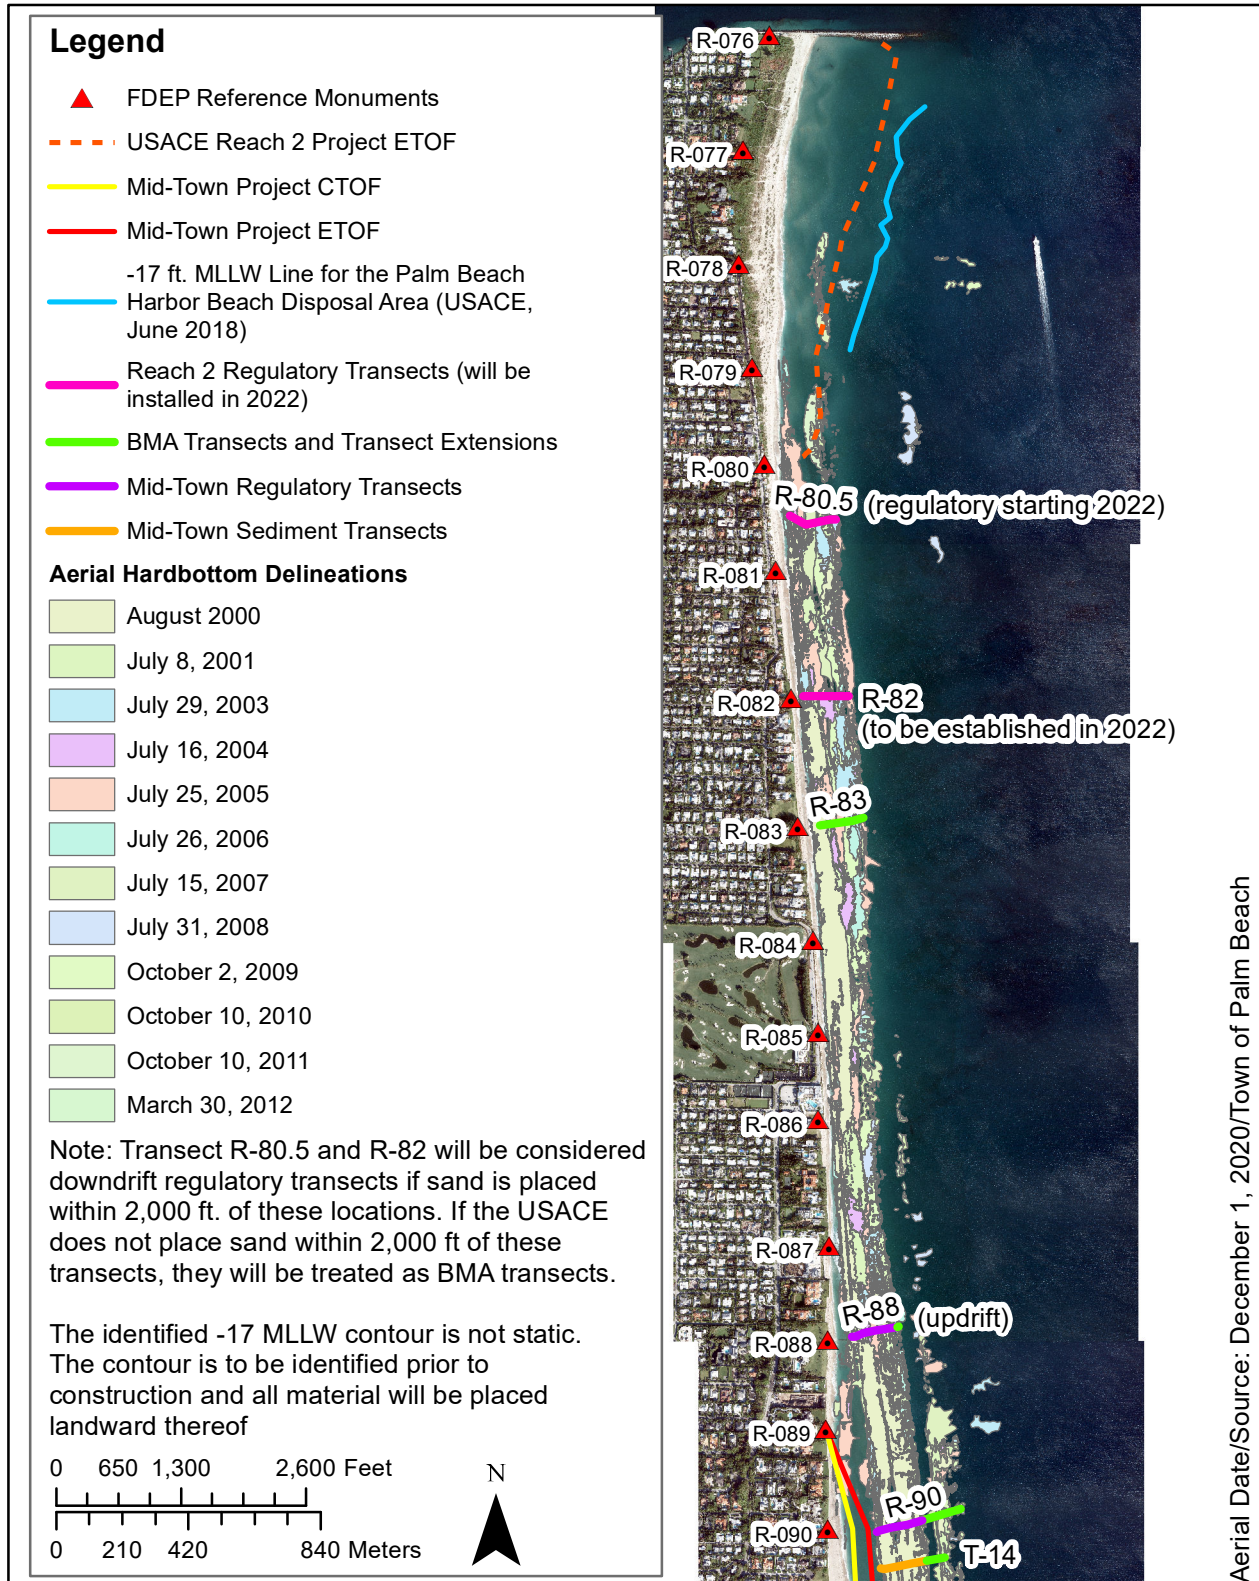 Legend
FDEP Reference Monuments
USACE Reach 2 Project ETOF
Mid-Town Project CTOF
Mid-Town Project ETOF
-17 ft. MLLW Line for the Palm Beach
Harbor Beach Disposal Area (USACE,
June 2018)
Reach 2 Regulatory Transects (will be
installed in 2022)
BMA Transects and Transect Extensions
Mid-Town Regulatory Transects
Mid-Town Sediment Transects
Aerial Hardbottom Delineations
August 2000
July 8, 2001
July 29, 2003
July 16, 2004
July 25, 2005
July 26, 2006
July 15, 2007
July 31, 2008
October 2, 2009
October 10, 2010
October 10, 2011
March 30, 2012
Note: Transect R-80.5 and R-82 will be considered
downdrift regulatory transects if sand is placed
within 2,000 ft. of these locations. If the USACE
does not place sand within 2,000 ft of these
transects, they will be treated as BMA transects.
The identified -17 MLLW contour is not static.
The contour is to be identified prior to
construction and all material will be placed
landward thereof
0 650 1,300 2,600 Feet
0 210 420 840 Meters
N
R-076
R-077
R-078
R-079
R-080
R-80.5 (regulatory starting 2022)
R-081
R-082
R-82
(to be established in 2022)
R-83
R-083
R-084
R-085
R-086
R-087
R-88 (updrift)
R-088
R-089
R-90
R-090
T-14
Aerial Date/Source: December 1, 2020/Town of Palm Beach